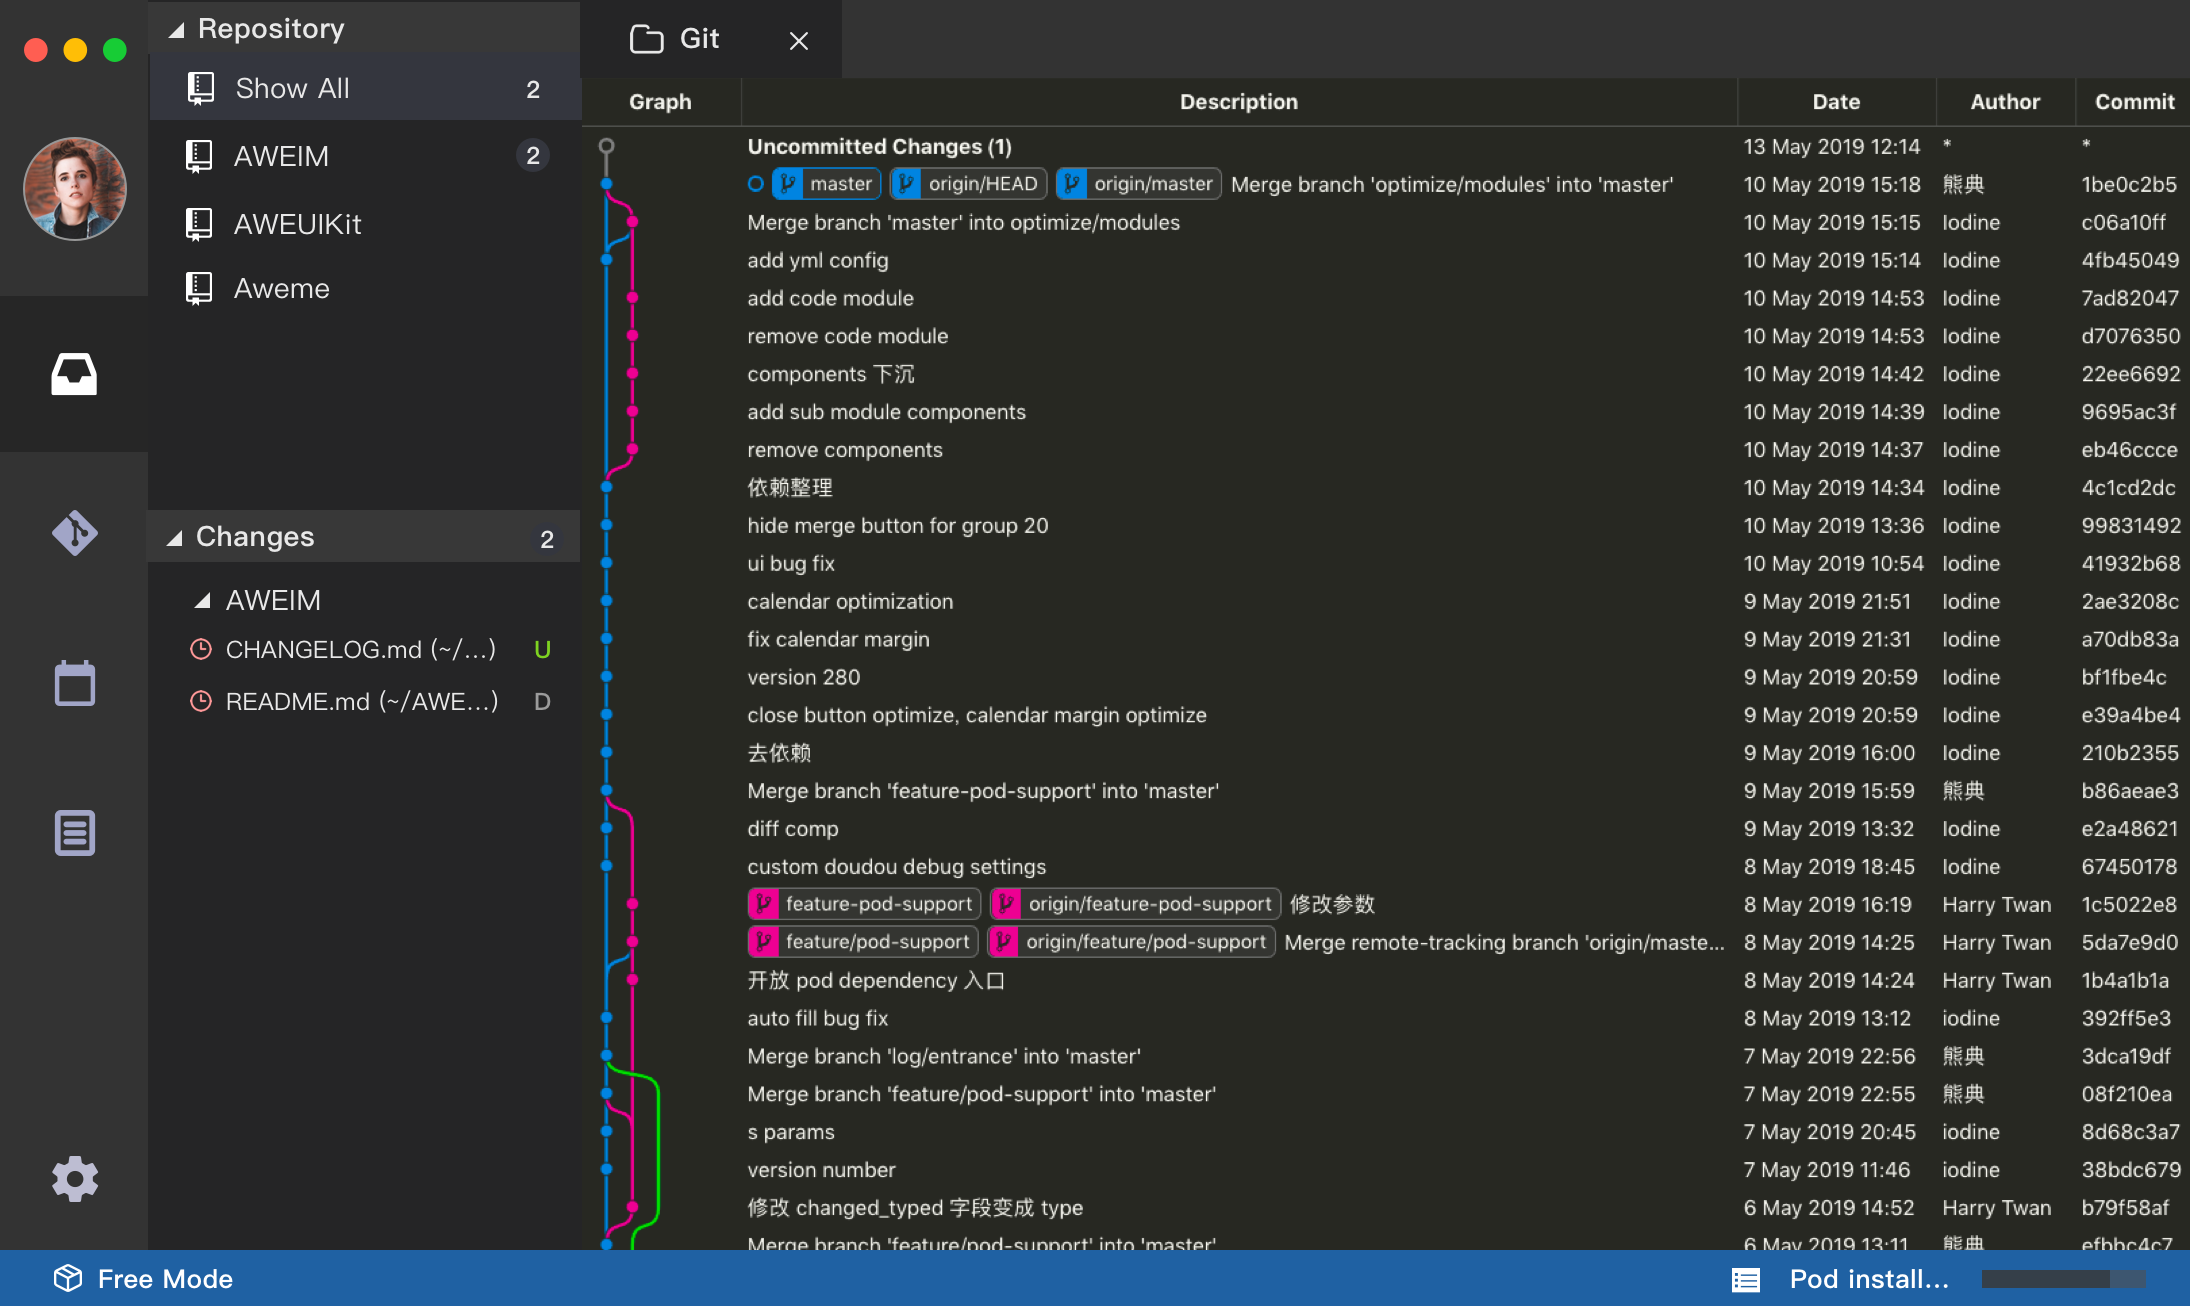 Repository
Show All 2
AWEIM 2
AWEUIKit
Aweme
Changes 2
AWEIM
CHANGELOG.md (~/...) U
README.md (~/AWE...) D
Git
Graph Description Date Author Commit
Uncommitted Changes (1) 13 May 2019 12:14 * *
master origin/HEAD origin/master Merge branch 'optimize/modules' into 'master' 10 May 2019 15:18 熊典 1be0c2b5
Merge branch 'master' into optimize/modules 10 May 2019 15:15 Iodine c06a10ff
add yml config 10 May 2019 15:14 Iodine 4fb45049
add code module 10 May 2019 14:53 Iodine 7ad82047
remove code module 10 May 2019 14:53 Iodine d7076350
components 下沉 10 May 2019 14:42 Iodine 22ee6692
add sub module components 10 May 2019 14:39 Iodine 9695ac3f
remove components 10 May 2019 14:37 Iodine eb46ccce
依赖整理 10 May 2019 14:34 Iodine 4c1cd2dc
hide merge button for group 20 10 May 2019 13:36 Iodine 99831492
ui bug fix 10 May 2019 10:54 Iodine 41932b68
calendar optimization 9 May 2019 21:51 Iodine 2ae3208c
fix calendar margin 9 May 2019 21:31 Iodine a70db83a
version 280 9 May 2019 20:59 Iodine bf1fbe4c
close button optimize, calendar margin optimize 9 May 2019 20:59 Iodine e39a4be4
去依赖 9 May 2019 16:00 Iodine 210b2355
Merge branch 'feature-pod-support' into 'master' 9 May 2019 15:59 熊典 b86aeae3
diff comp 9 May 2019 13:32 Iodine e2a48621
custom doudou debug settings 8 May 2019 18:45 Iodine 67450178
feature-pod-support origin/feature-pod-support 修改参数 8 May 2019 16:19 Harry Twan 1c5022e8
feature/pod-support origin/feature/pod-support Merge remote-tracking branch 'origin/maste... 8 May 2019 14:25 Harry Twan 5da7e9d0
开放 pod dependency 入口 8 May 2019 14:24 Harry Twan 1b4a1b1a
auto fill bug fix 8 May 2019 13:12 iodine 392ff5e3
Merge branch 'log/entrance' into 'master' 7 May 2019 22:56 熊典 3dca19df
Merge branch 'feature/pod-support' into 'master' 7 May 2019 22:55 熊典 08f210ea
s params 7 May 2019 20:45 iodine 8d68c3a7
version number 7 May 2019 11:46 iodine 38bdc679
修改 changed_typed 字段变成 type 6 May 2019 14:52 Harry Twan b79f58af
Merge branch 'feature/pod-support' into 'master' 6 May 2019 13:11 熊典 efbbc4c7
Free Mode
Pod install...